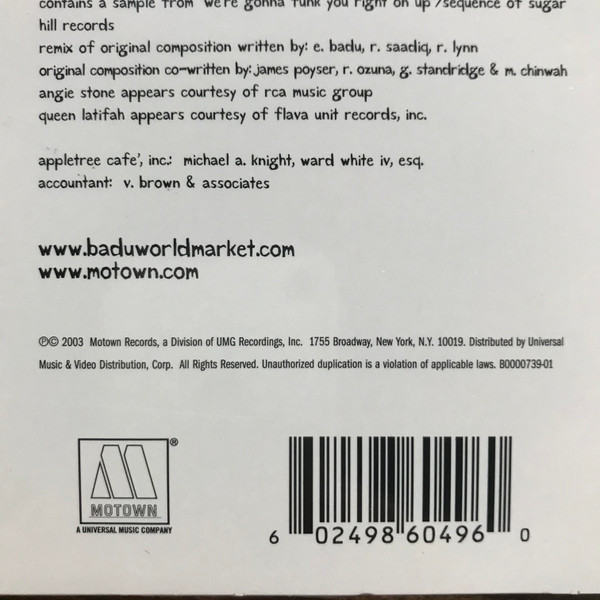 contains a sample from "we're gonna funk you right on up"/sequence of sugar
hill records
remix of original composition written by: e. badu, r. saadiq, r. lynn
original composition co-written by: james poyser, r. ozuna, g. standridge & m. chinwah
angie stone appears courtesy of rca music group
queen latifah appears courtesy of flava unit records, inc.
appletree cafe', inc.: michael a. knight, ward white iv, esq.
accountant: v. brown & associates
www.baduworldmarket.com
www.motown.com
℗© 2003 Motown Records, a Division of UMG Recordings, Inc. 1755 Broadway, New York, N.Y. 10019. Distributed by Universal
Music & Video Distribution, Corp. All Rights Reserved. Unauthorized duplication is a violation of applicable laws. B0000739-01
MOTOWN®
A UNIVERSAL MUSIC COMPANY
6 02498 60496 0